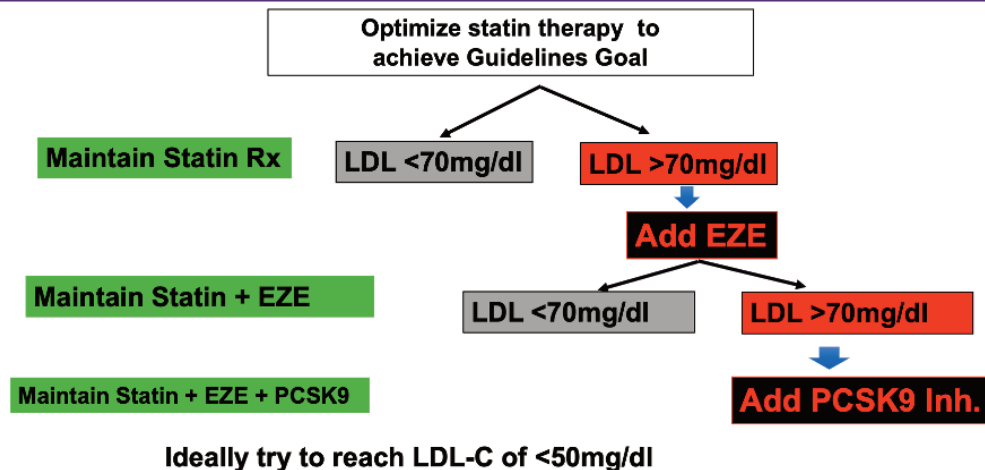 Optimize statin therapy to
achieve Guidelines Goal
Maintain Statin Rx
LDL <70mg/dl
LDL >70mg/dl
Add EZE
Maintain Statin + EZE
LDL <70mg/dl
LDL >70mg/dl
Maintain Statin + EZE + PCSK9
Add PCSK9 Inh.
Ideally try to reach LDL-C of <50mg/dl